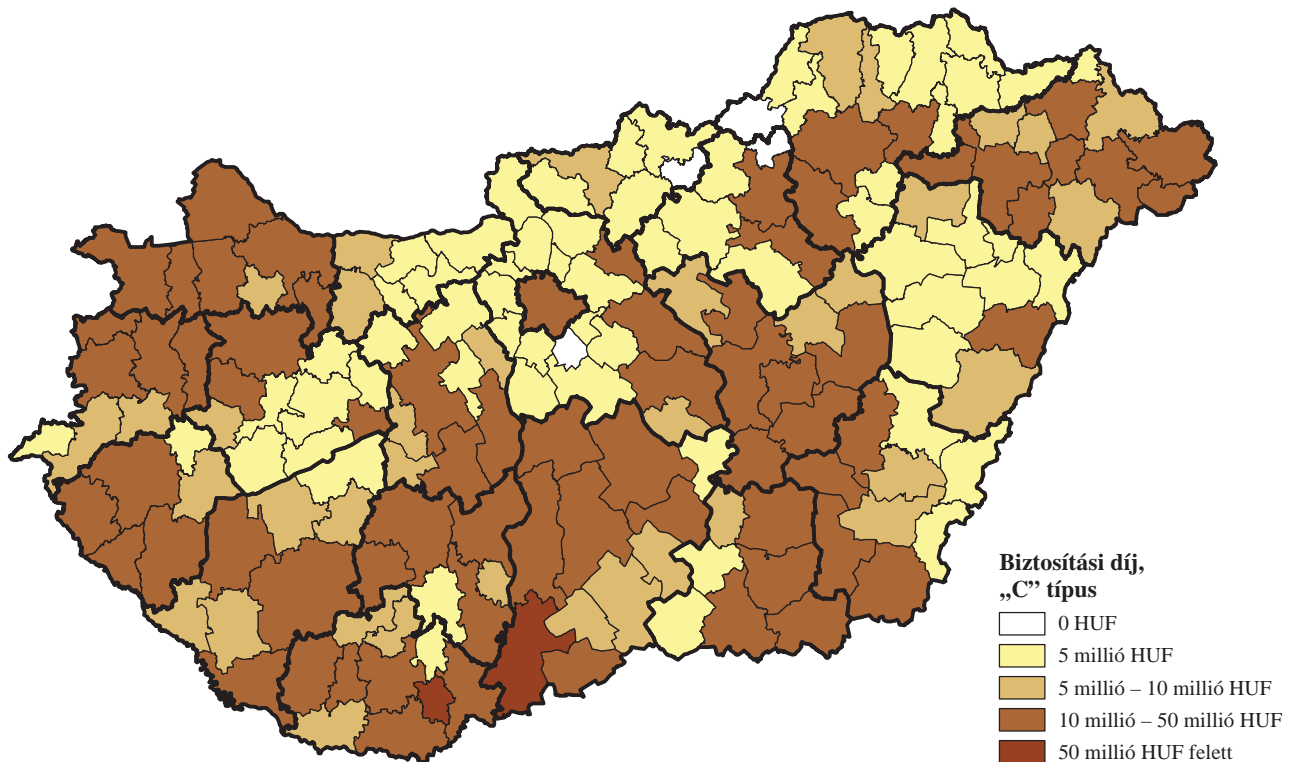 Biztosítási díj,
„C” típus
0 HUF
5 millió HUF
5 millió – 10 millió HUF
10 millió – 50 millió HUF
50 millió HUF felett